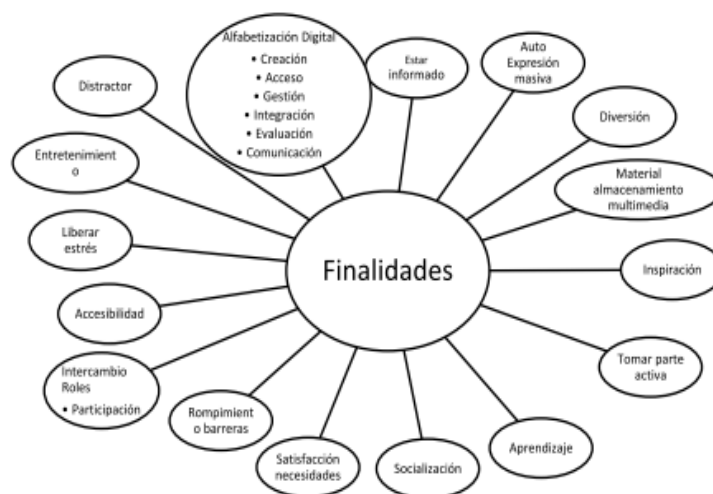 Alfabetización Digital
• Creación
• Acceso
• Gestión
• Integración
• Evaluación
• Comunicación
Estar
informado
Auto
Expresión
masiva
Diversión
Material
almacenamiento
multimedia
Inspiración
Tomar parte
activa
Aprendizaje
Socialización
Satisfacción
necesidades
Rompimient
o barreras
Intercambio
Roles
• Participación
Accesibilidad
Liberar
estrés
Entretenimient
o
Distractor
Finalidades